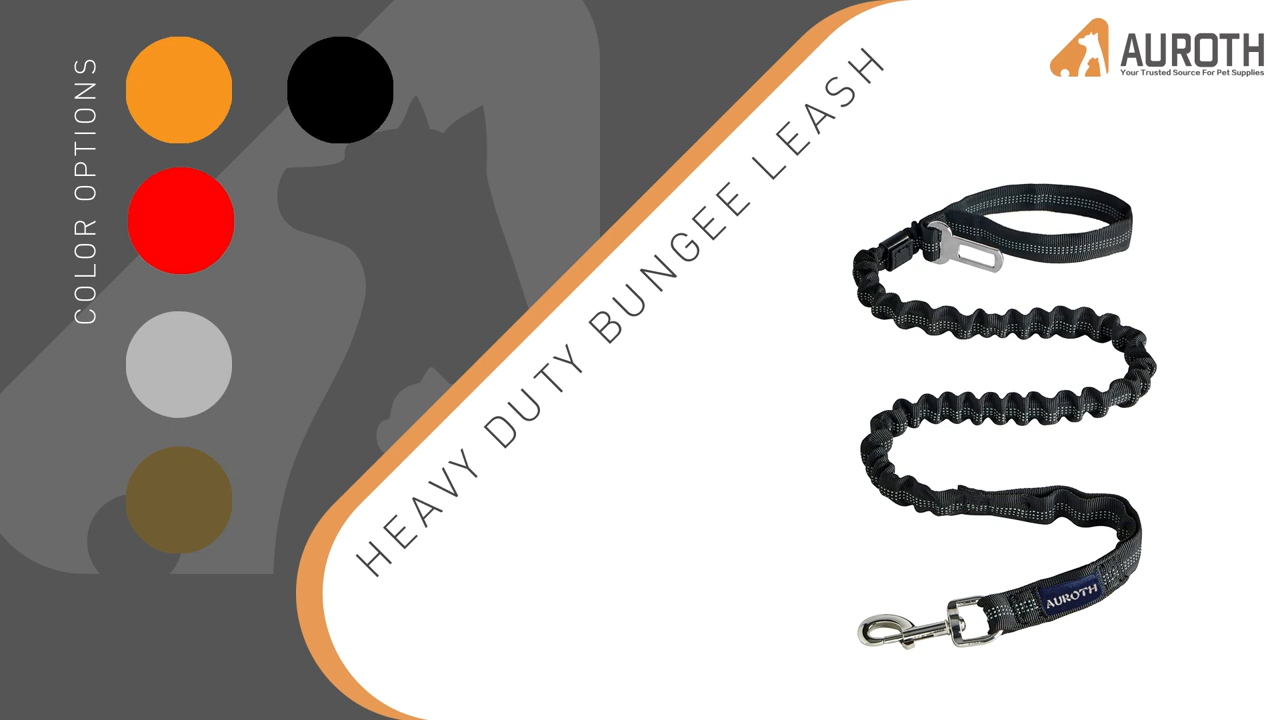 COLOR OPTIONS
HEAVY DUTY BUNGEE LEASH
AUROTH
Your Trusted Source For Pet Supplies
AUROTH